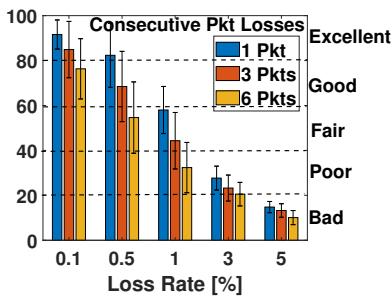 Consecutive Pkt Losses
1 Pkt
3 Pkts
6 Pkts
100
80
60
40
20
0
Excellent
Good
Fair
Poor
Bad
0.1 0.5 1 3 5
Loss Rate [%]